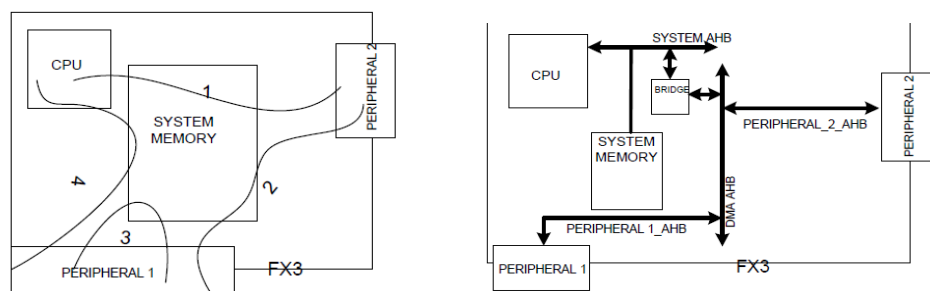 CPU
1
SYSTEM
MEMORY
PERIPHERAL 2
2
4
3
PERIPHERAL 1
FX3
SYSTEM AHB
CPU
BRIDGE
PERIPHERAL 2
PERIPHERAL_2_AHB
SYSTEM
MEMORY
DMA AHB
PERIPHERAL 1_AHB
PERIPHERAL 1
FX3